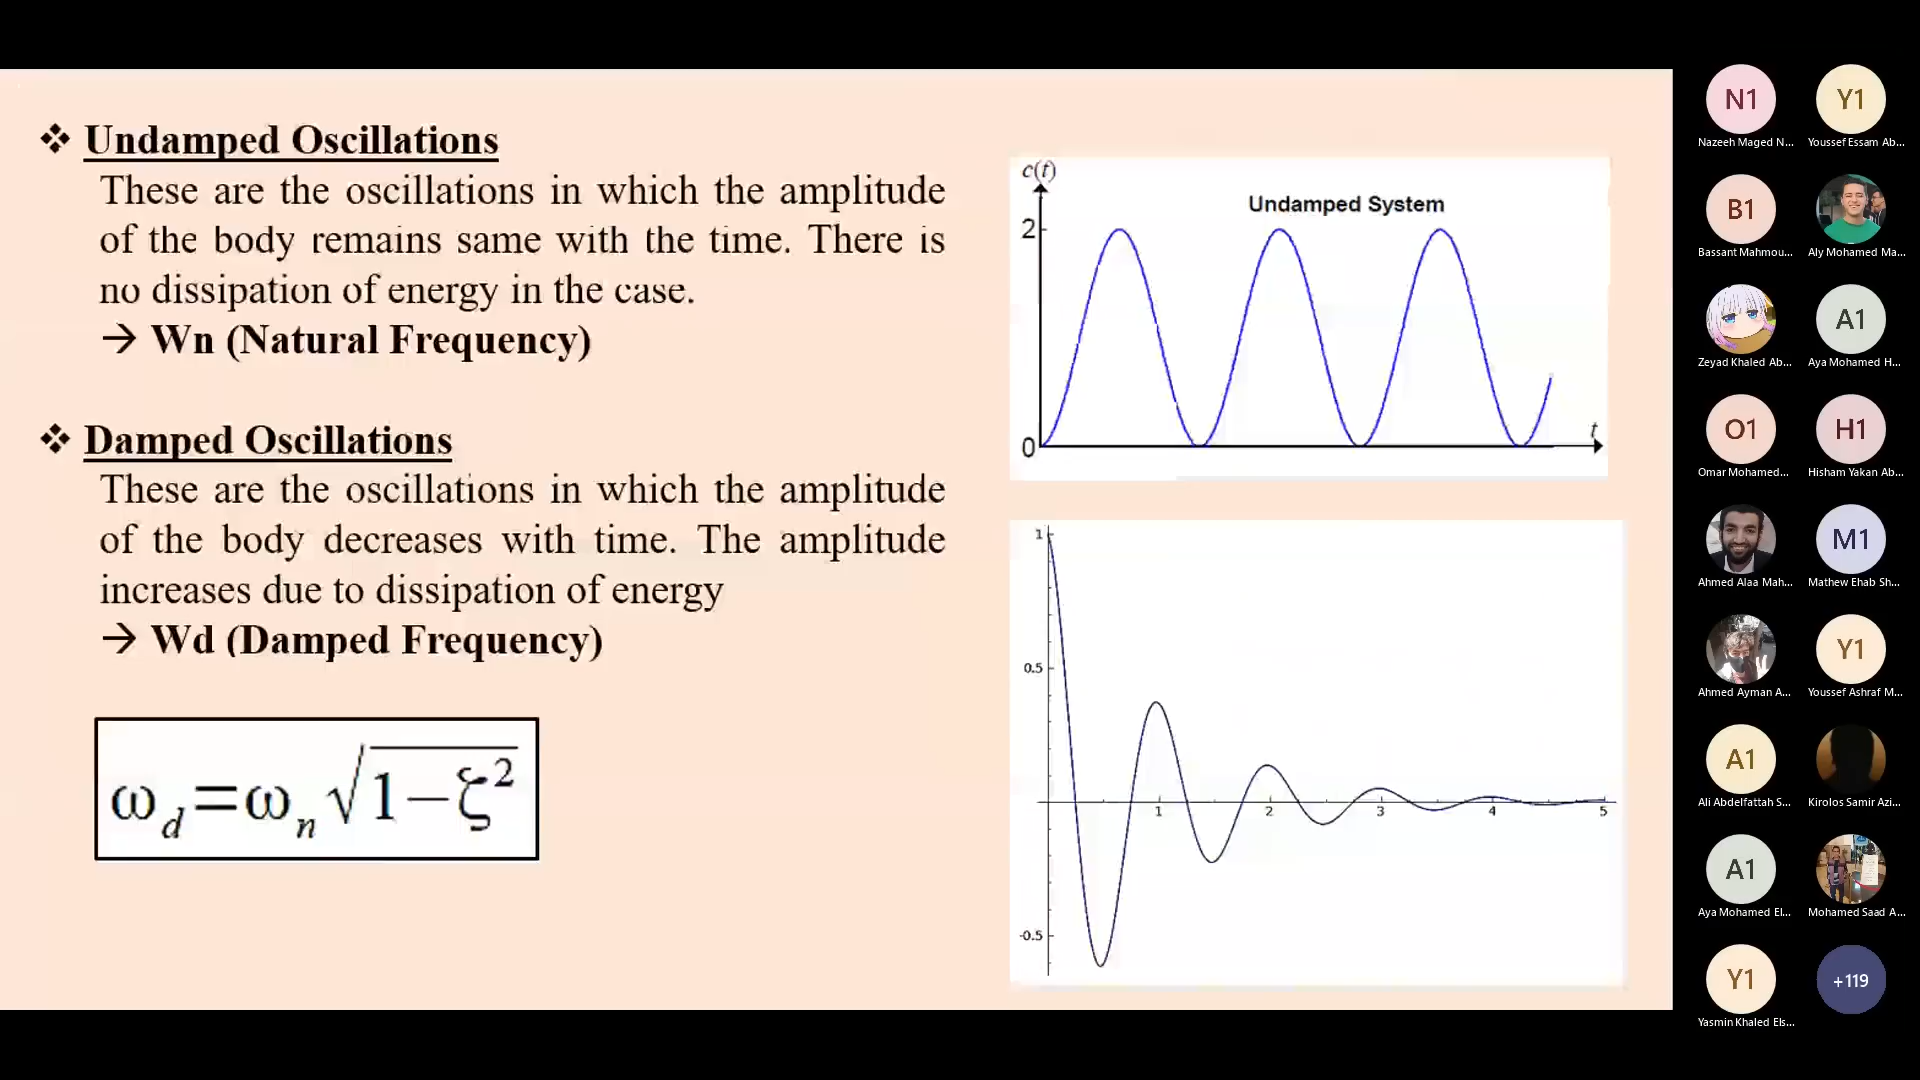 ❖ Undamped Oscillations
These are the oscillations in which the amplitude
of the body remains same with the time. There is
no dissipation of energy in the case.
→ Wn (Natural Frequency)
❖ Damped Oscillations
These are the oscillations in which the amplitude
of the body decreases with time. The amplitude
increases due to dissipation of energy
→ Wd (Damped Frequency)
ω_d=ω_n √1−ζ²
c(t)
Undamped System
2
0
t
1
0.5
-0.5
1 2 3 4 5
N1 Y1
Nazeeh Maged N... Youssef Essam Ab...
B1
Bassant Mahmou... Aly Mohamed Ma...
A1
Zeyad Khaled Ab... Aya Mohamed H...
O1 H1
Omar Mohamed... Hisham Yakan Ab...
M1
Ahmed Alaa Mah... Mathew Ehab Sh...
Y1
Ahmed Ayman A... Youssef Ashraf M...
A1
Ali Abdelfattah S... Kirolos Samir Azi...
A1
Aya Mohamed El... Mohamed Saad A...
Y1 +119
Yasmin Khaled Els...